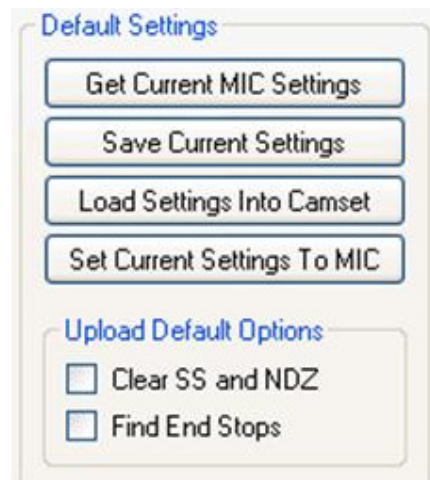 Default Settings
Get Current MIC Settings
Save Current Settings
Load Settings Into Camset
Set Current Settings To MIC
Upload Default Options
Clear SS and NDZ
Find End Stops